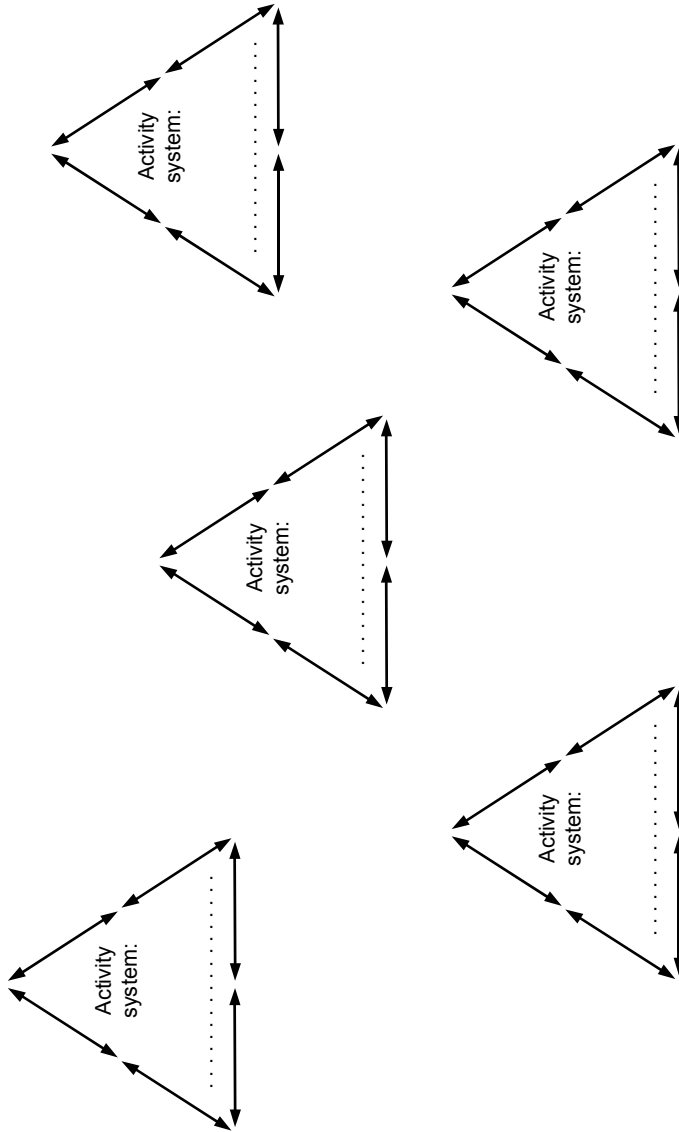 Activity
system:
. . . . . . . . . . . . . . . . . .
Activity
system:
. . . . . . . . . . . . . . . . . .
Activity
system:
. . . . . . . . . . . . . . . . . .
Activity
system:
. . . . . . . . . . . . . . . . . .
Activity
system:
. . . . . . . . . . . . . . . . . .